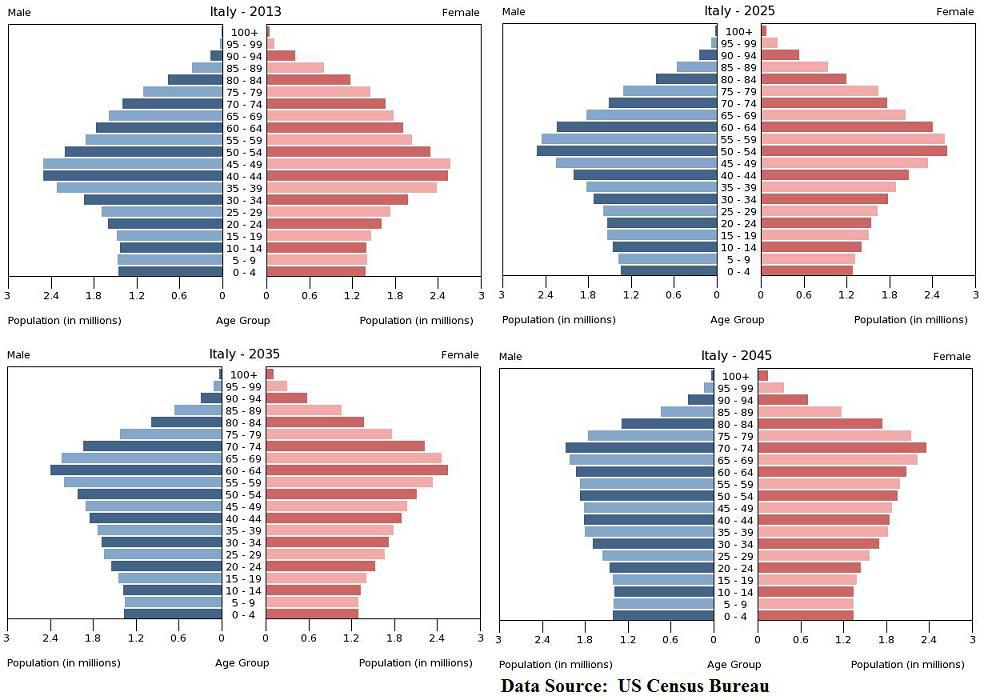 Male Italy - 2013 Female
100+
95 - 99
90 - 94
85 - 89
80 - 84
75 - 79
70 - 74
65 - 69
60 - 64
55 - 59
50 - 54
45 - 49
40 - 44
35 - 39
30 - 34
25 - 29
20 - 24
15 - 19
10 - 14
5 - 9
0 - 4
3 2.4 1.8 1.2 0.6 0 0 0.6 1.2 1.8 2.4 3
Population (in millions) Age Group Population (in millions)
Male Italy - 2025 Female
100+
95 - 99
90 - 94
85 - 89
80 - 84
75 - 79
70 - 74
65 - 69
60 - 64
55 - 59
50 - 54
45 - 49
40 - 44
35 - 39
30 - 34
25 - 29
20 - 24
15 - 19
10 - 14
5 - 9
0 - 4
3 2.4 1.8 1.2 0.6 0 0 0.6 1.2 1.8 2.4 3
Population (in millions) Age Group Population (in millions)
Male Italy - 2035 Female
100+
95 - 99
90 - 94
85 - 89
80 - 84
75 - 79
70 - 74
65 - 69
60 - 64
55 - 59
50 - 54
45 - 49
40 - 44
35 - 39
30 - 34
25 - 29
20 - 24
15 - 19
10 - 14
5 - 9
0 - 4
3 2.4 1.8 1.2 0.6 0 0 0.6 1.2 1.8 2.4 3
Population (in millions) Age Group Population (in millions)
Male Italy - 2045 Female
100+
95 - 99
90 - 94
85 - 89
80 - 84
75 - 79
70 - 74
65 - 69
60 - 64
55 - 59
50 - 54
45 - 49
40 - 44
35 - 39
30 - 34
25 - 29
20 - 24
15 - 19
10 - 14
5 - 9
0 - 4
3 2.4 1.8 1.2 0.6 0 0 0.6 1.2 1.8 2.4 3
Population (in millions) Age Group Population (in millions)
Data Source: US Census Bureau